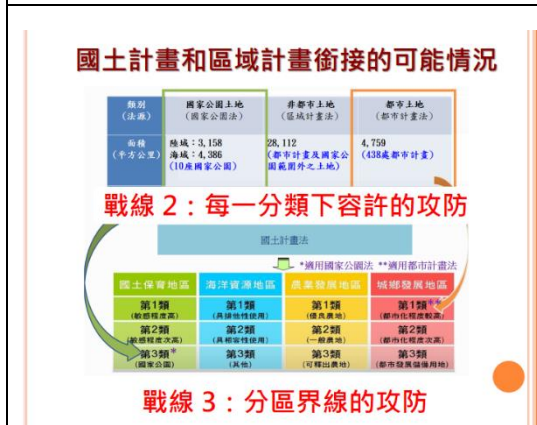 國土計畫和區域計畫銜接的可能情況
類別 國家公園土地 非都市土地 都市土地
(法源) (國家公園法) (區域計畫法) (都市計畫法)
面積 陸域：3,158 28,112 4,759
(平方公里) 海域：4,386 (都市計畫及國家公 (438處都市計畫)
(10座國家公園) 園範圍外之土地)
戰線 2：每一分類下容許的攻防
國土計畫法
*適用國家公園法 **適用都市計畫法
國土保育地區 海洋資源地區 農業發展地區 城鄉發展地區
第1類 第1類 第1類 第1類**
(敏感程度高) (具排他性使用) (優良農地) (都市化程度較高)
第2類 第2類 第2類 第2類
(敏感程度次高) (具相容性使用) (一般農地) (都市化程度次高)
第3類* 第3類 第3類 第3類
(國家公園) (其他) (可釋出農地) (都市發展儲備用地)
戰線 3：分區界線的攻防